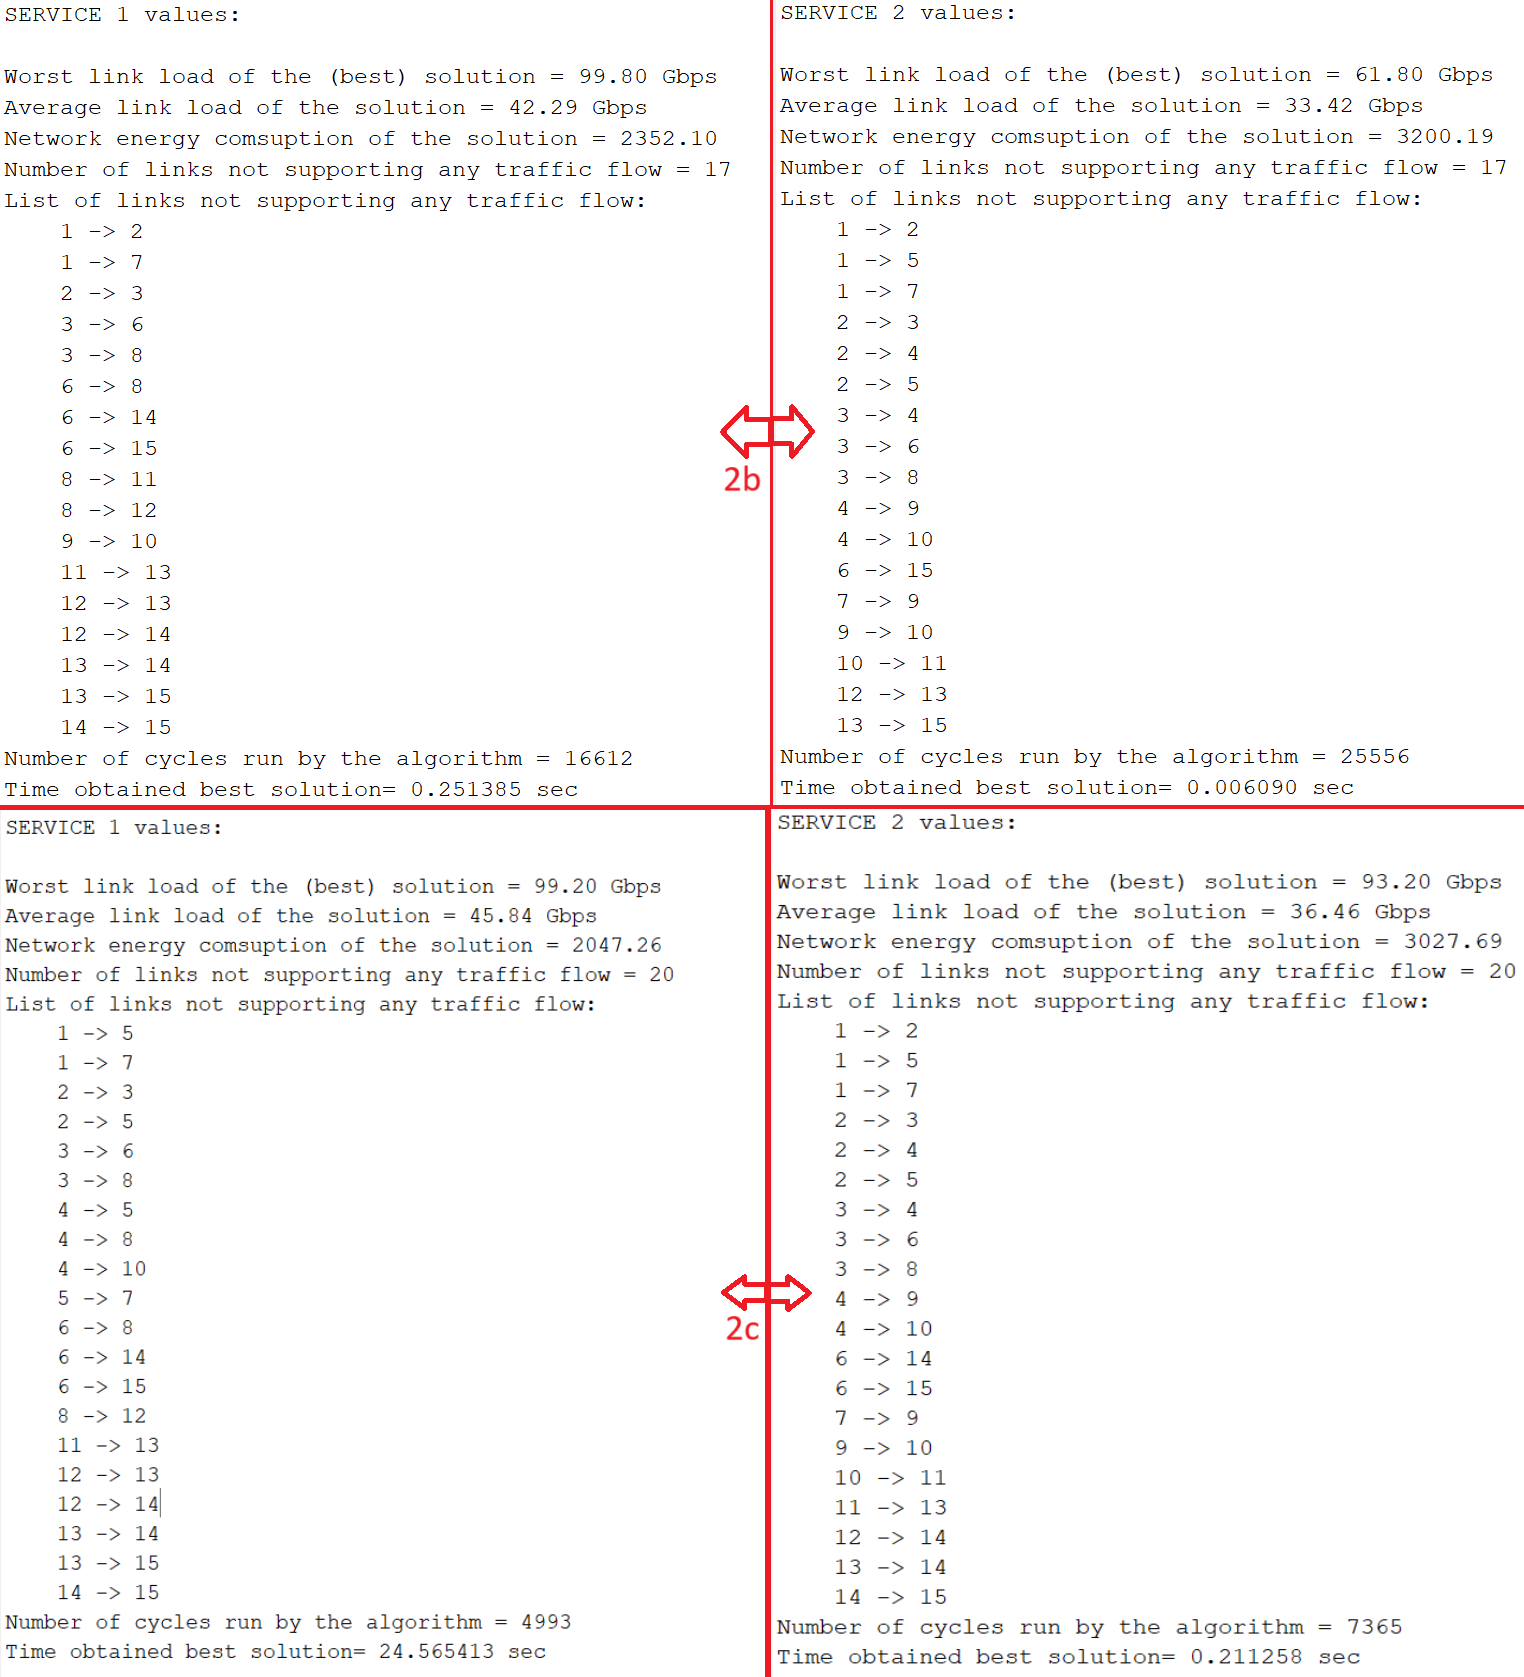 SERVICE 1 values:
Worst link load of the (best) solution = 99.80 Gbps
Average link load of the solution = 42.29 Gbps
Network energy comsuption of the solution = 2352.10
Number of links not supporting any traffic flow = 17
List of links not supporting any traffic flow:
1 -> 2
1 -> 7
2 -> 3
3 -> 6
3 -> 8
6 -> 8
6 -> 14
6 -> 15
8 -> 11
8 -> 12
9 -> 10
11 -> 13
12 -> 13
12 -> 14
13 -> 14
13 -> 15
14 -> 15
Number of cycles run by the algorithm = 16612
Time obtained best solution= 0.251385 sec
2b
SERVICE 2 values:
Worst link load of the (best) solution = 61.80 Gbps
Average link load of the solution = 33.42 Gbps
Network energy comsuption of the solution = 3200.19
Number of links not supporting any traffic flow = 17
List of links not supporting any traffic flow:
1 -> 2
1 -> 5
1 -> 7
2 -> 3
2 -> 4
2 -> 5
3 -> 4
3 -> 6
3 -> 8
4 -> 9
4 -> 10
6 -> 15
7 -> 9
9 -> 10
10 -> 11
12 -> 13
13 -> 15
Number of cycles run by the algorithm = 25556
Time obtained best solution= 0.006090 sec
SERVICE 1 values:
Worst link load of the (best) solution = 99.20 Gbps
Average link load of the solution = 45.84 Gbps
Network energy comsuption of the solution = 2047.26
Number of links not supporting any traffic flow = 20
List of links not supporting any traffic flow:
1 -> 5
1 -> 7
2 -> 3
2 -> 5
3 -> 6
3 -> 8
4 -> 5
4 -> 8
4 -> 10
5 -> 7
6 -> 8
6 -> 14
6 -> 15
8 -> 12
11 -> 13
12 -> 13
12 -> 14
13 -> 14
13 -> 15
14 -> 15
Number of cycles run by the algorithm = 4993
Time obtained best solution= 24.565413 sec
2c
SERVICE 2 values:
Worst link load of the (best) solution = 93.20 Gbps
Average link load of the solution = 36.46 Gbps
Network energy comsuption of the solution = 3027.69
Number of links not supporting any traffic flow = 20
List of links not supporting any traffic flow:
1 -> 2
1 -> 5
1 -> 7
2 -> 3
2 -> 4
2 -> 5
3 -> 4
3 -> 6
3 -> 8
4 -> 9
4 -> 10
6 -> 14
6 -> 15
7 -> 9
9 -> 10
10 -> 11
11 -> 13
12 -> 14
13 -> 14
14 -> 15
Number of cycles run by the algorithm = 7365
Time obtained best solution= 0.211258 sec